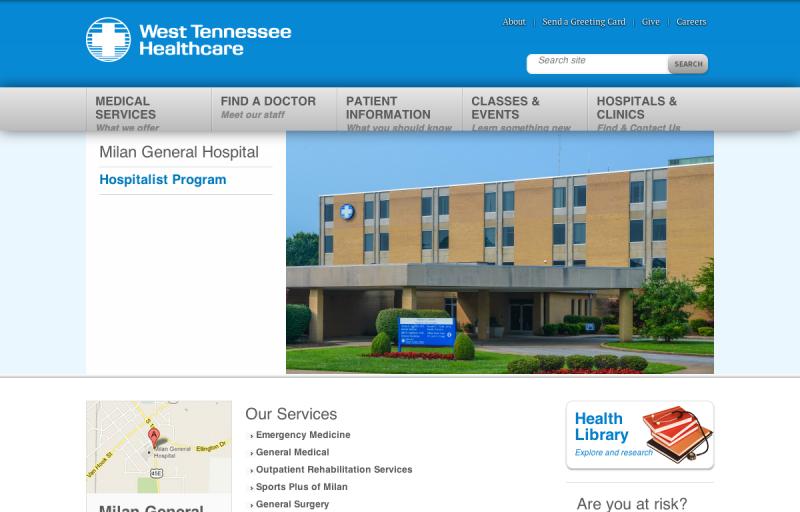 West Tennessee
Healthcare
About
Send a Greeting Card
Give
Careers
Search site
SEARCH
MEDICAL
SERVICES
What we offer
FIND A DOCTOR
Meet our staff
PATIENT
INFORMATION
What you should know
CLASSES &
EVENTS
Learn something new
HOSPITALS &
CLINICS
Find & Contact Us
Milan General Hospital
Hospitalist Program
Van Hook St
Ellington Dr
A
Milan General
Hospital
45E
Milan General
Our Services
Emergency Medicine
General Medical
Outpatient Rehabilitation Services
Sports Plus of Milan
General Surgery
Health
Library
Explore and research
Are you at risk?